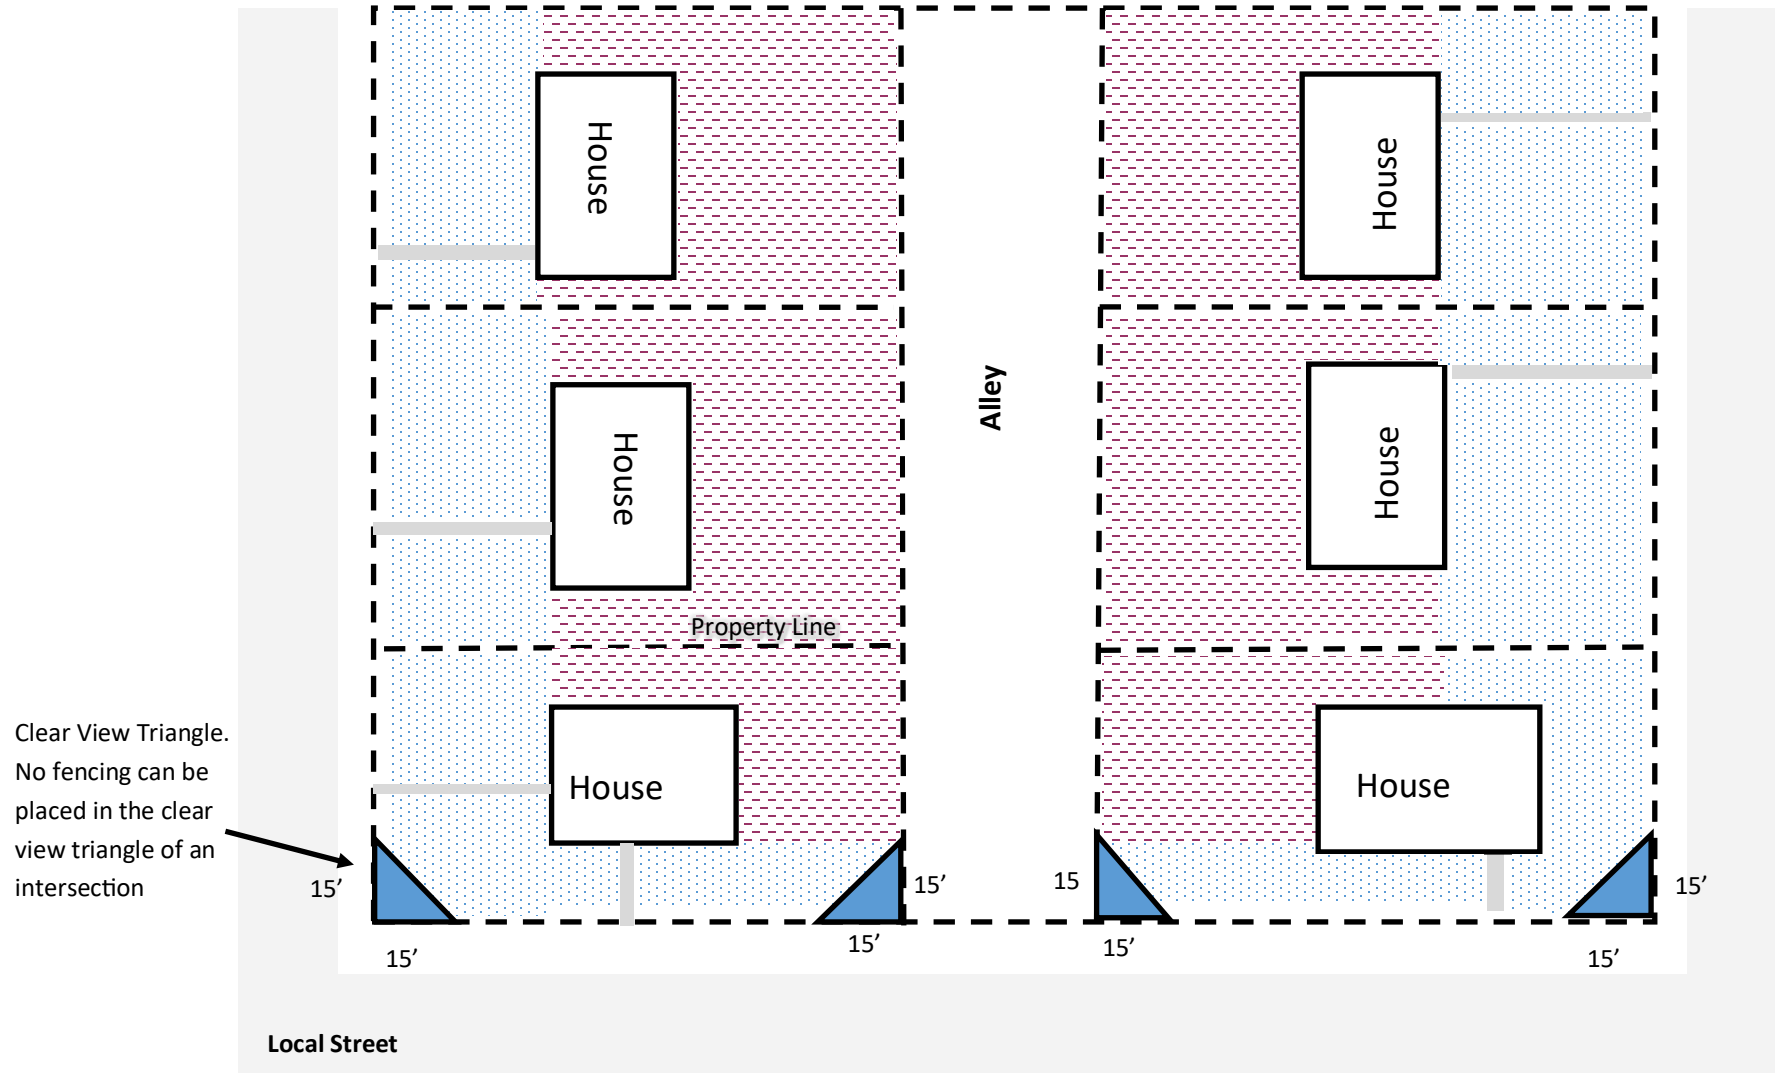 House
House
House
Alley
House
Property Line
House
Clear View Triangle.
No fencing can be
placed in the clear
view triangle of an
intersection
House
House
15’
15’
15
15’
15’
15’
15’
15’
Local Street